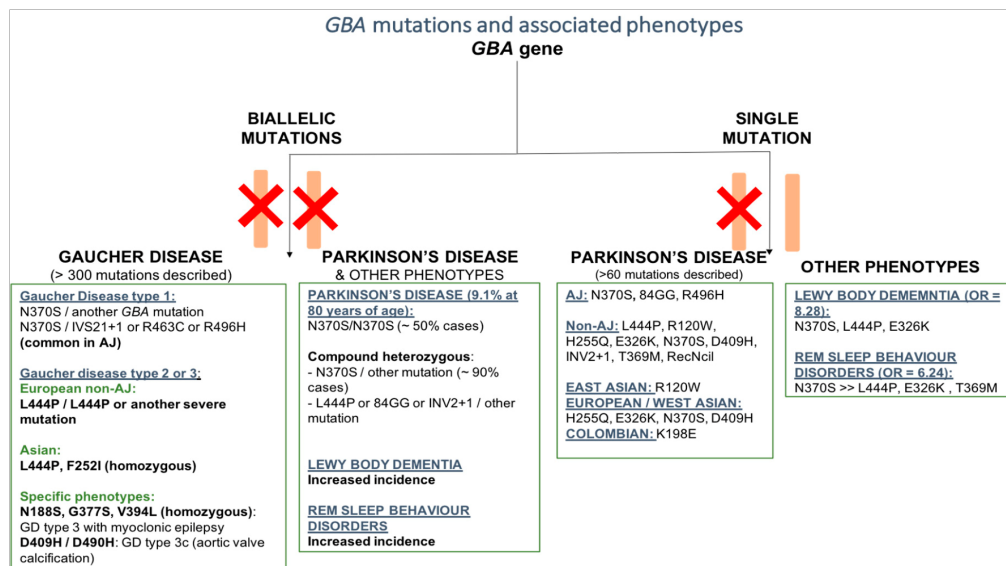 GBA mutations and associated phenotypes
GBA gene
BIALLELIC
MUTATIONS
SINGLE
MUTATION
GAUCHER DISEASE
(> 300 mutations described)
Gaucher Disease type 1:
N370S / another GBA mutation
N370S / IVS21+1 or R463C or R496H
(common in AJ)
Gaucher disease type 2 or 3;
European non-AJ:
L444P / L444P or another severe
mutation
Asian:
L444P, F252I (homozygous)
Specific phenotypes:
N188S, G377S, V394L (homozygous):
GD type 3 with myoclonic epilepsy
D409H / D490H: GD type 3c (aortic valve
calcification)
PARKINSON'S DISEASE
& OTHER PHENOTYPES
PARKINSON'S DISEASE (9.1% at
80 years of age):
N370S/N370S (~ 50% cases)
Compound heterozygous:
- N370S / other mutation (~ 90%
cases)
- L444P or 84GG or INV2+1 / other
mutation
LEWY BODY DEMENTIA
Increased incidence
REM SLEEP BEHAVIOUR
DISORDERS
Increased incidence
PARKINSON'S DISEASE
(>60 mutations described)
AJ: N370S, 84GG, R496H
Non-AJ: L444P, R120W,
H255Q, E326K, N370S, D409H,
INV2+1, T369M, RecNcil
EAST ASIAN: R120W
EUROPEAN / WEST ASIAN:
H255Q, E326K, N370S, D409H
COLOMBIAN: K198E
OTHER PHENOTYPES
LEWY BODY DEMEMNTIA (OR =
8.28):
N370S, L444P, E326K
REM SLEEP BEHAVIOUR
DISORDERS (OR = 6.24):
N370S >> L444P, E326K , T369M